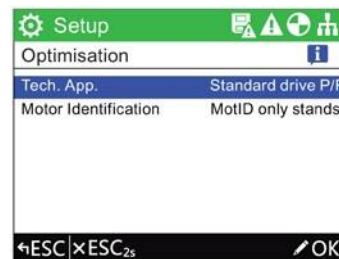 Setup
Optimisation
i
Tech. App. Standard drive P/F
Motor Identification MotID only stands
ESC ESC2s OK